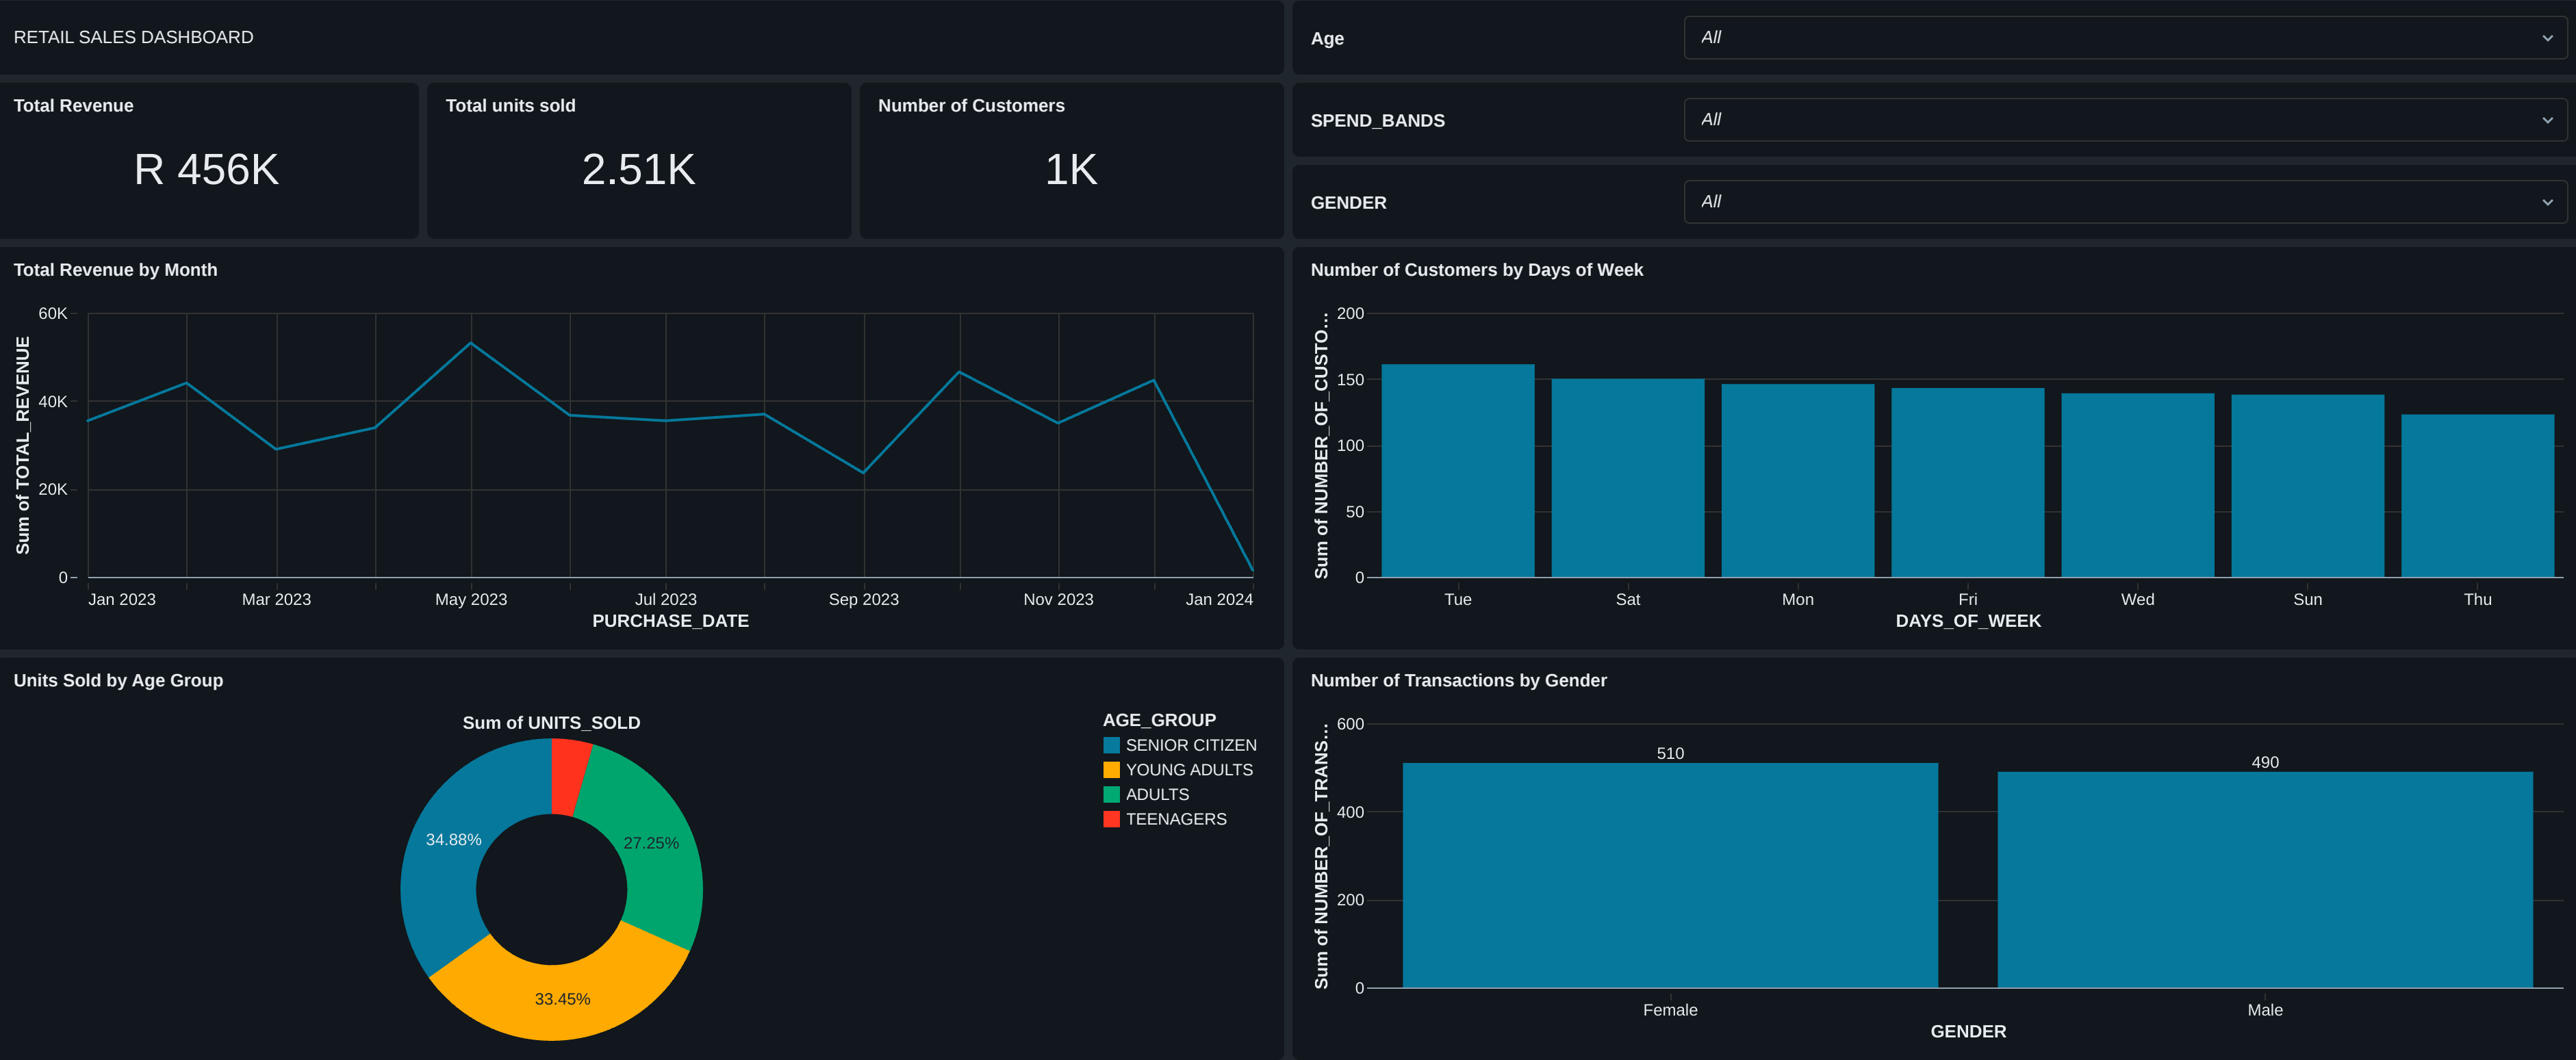 RETAIL SALES DASHBOARD
Age
All
Total Revenue
R 456K
Total units sold
2.51K
Number of Customers
1K
SPEND_BANDS
All
GENDER
All
Total Revenue by Month
Sum of TOTAL_REVENUE
60K
40K
20K
0
Jan 2023 Mar 2023 May 2023 Jul 2023 Sep 2023 Nov 2023 Jan 2024
PURCHASE_DATE
Number of Customers by Days of Week
Sum of NUMBER_OF_CUSTO...
200
150
100
50
0
Tue Sat Mon Fri Wed Sun Thu
DAYS_OF_WEEK
Units Sold by Age Group
Sum of UNITS_SOLD
34.88%
27.25%
33.45%
AGE_GROUP
SENIOR CITIZEN
YOUNG ADULTS
ADULTS
TEENAGERS
Number of Transactions by Gender
Sum of NUMBER_OF_TRANS...
600
400
200
0
510
490
Female Male
GENDER